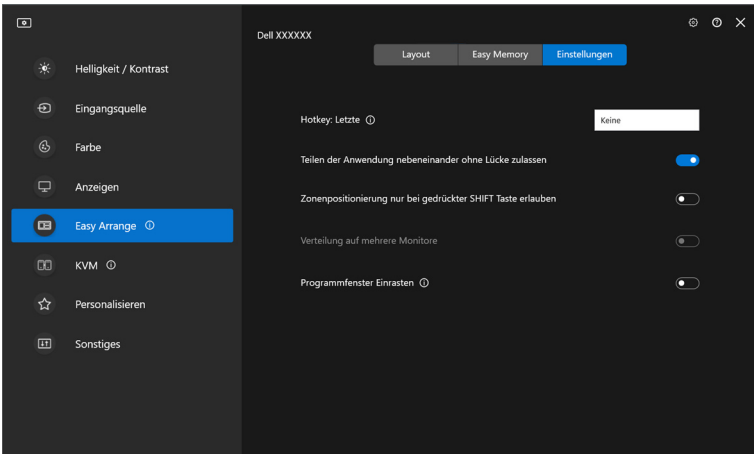 Dell XXXXXX
Layout
Easy Memory
Einstellungen
Helligkeit / Kontrast
Eingangsquelle
Farbe
Anzeigen
Easy Arrange
KVM
Personalisieren
Sonstiges
Hotkey: Letzte
Keine
Teilen der Anwendung nebeneinander ohne Lücke zulassen
Zonenpositionierung nur bei gedrückter SHIFT Taste erlauben
Verteilung auf mehrere Monitore
Programmfenster Einrasten